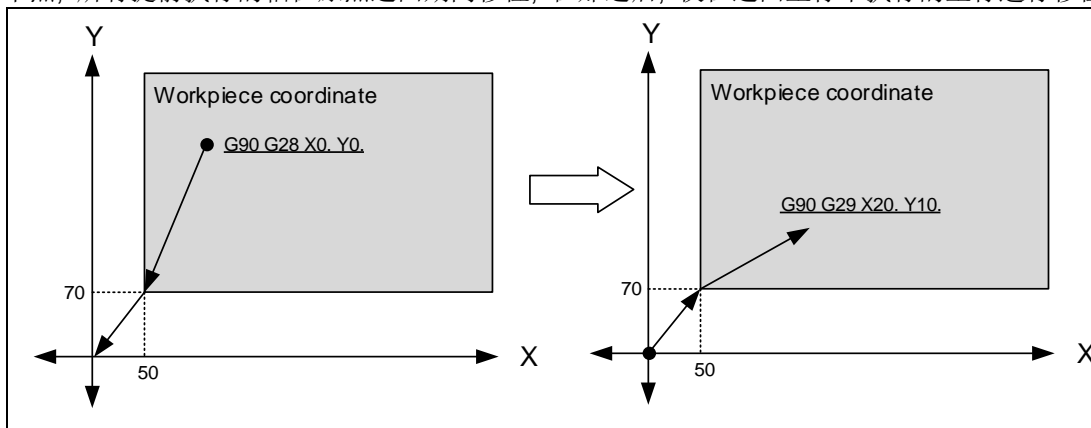 Y
Workpiece coordinate
G90 G28 X0. Y0.
70
50
X
Y
Workpiece coordinate
G90 G29 X20. Y10.
70
50
X